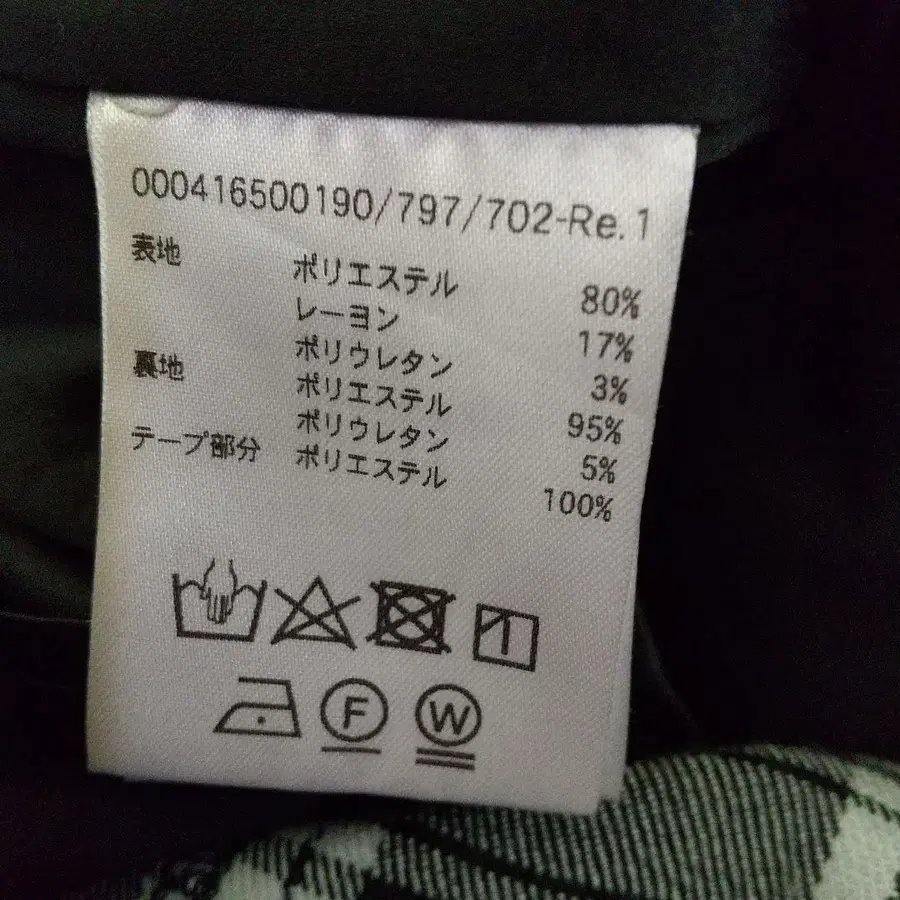 000416500190/797/702-Re.1
表地 ポリエステル 80%
レーヨン 17%
ポリウレタン 3%
裏地 ポリエステル 95%
ポリウレタン 5%
テープ部分 ポリエステル 100%
F W